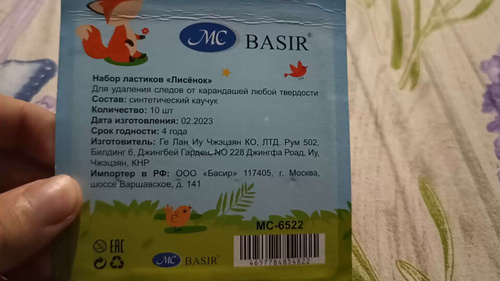 MC BASIR®
Набор ластиков «Лисёнок»
Для удаления следов от карандашей любой твердости
Состав: синтетический каучук
Количество: 10 шт
Дата изготовления: 02.2023
Срок годности: 4 года
Изготовитель: Ге Лан Иу Чжэцзян КО, ЛТД. Рум 502,
Билдинг 6, Джингбей Гарден, NO 228 Джингфа Роад. Иу,
Чжэцзян, КНР
Импортер в РФ: ООО «Басир» 117405, г. Москва,
шоссе Варшавское, д. 141
MC-6522
EAC
MC BASIR®
4657784854822